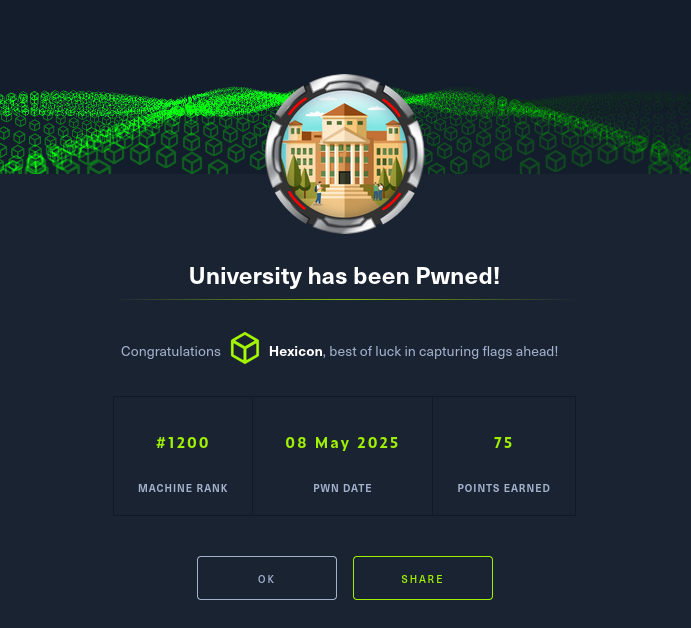 University has been Pwned!
Congratulations Hexicon, best of luck in capturing flags ahead!
#1200 08 May 2025 75
MACHINE RANK PWN DATE POINTS EARNED
OK SHARE